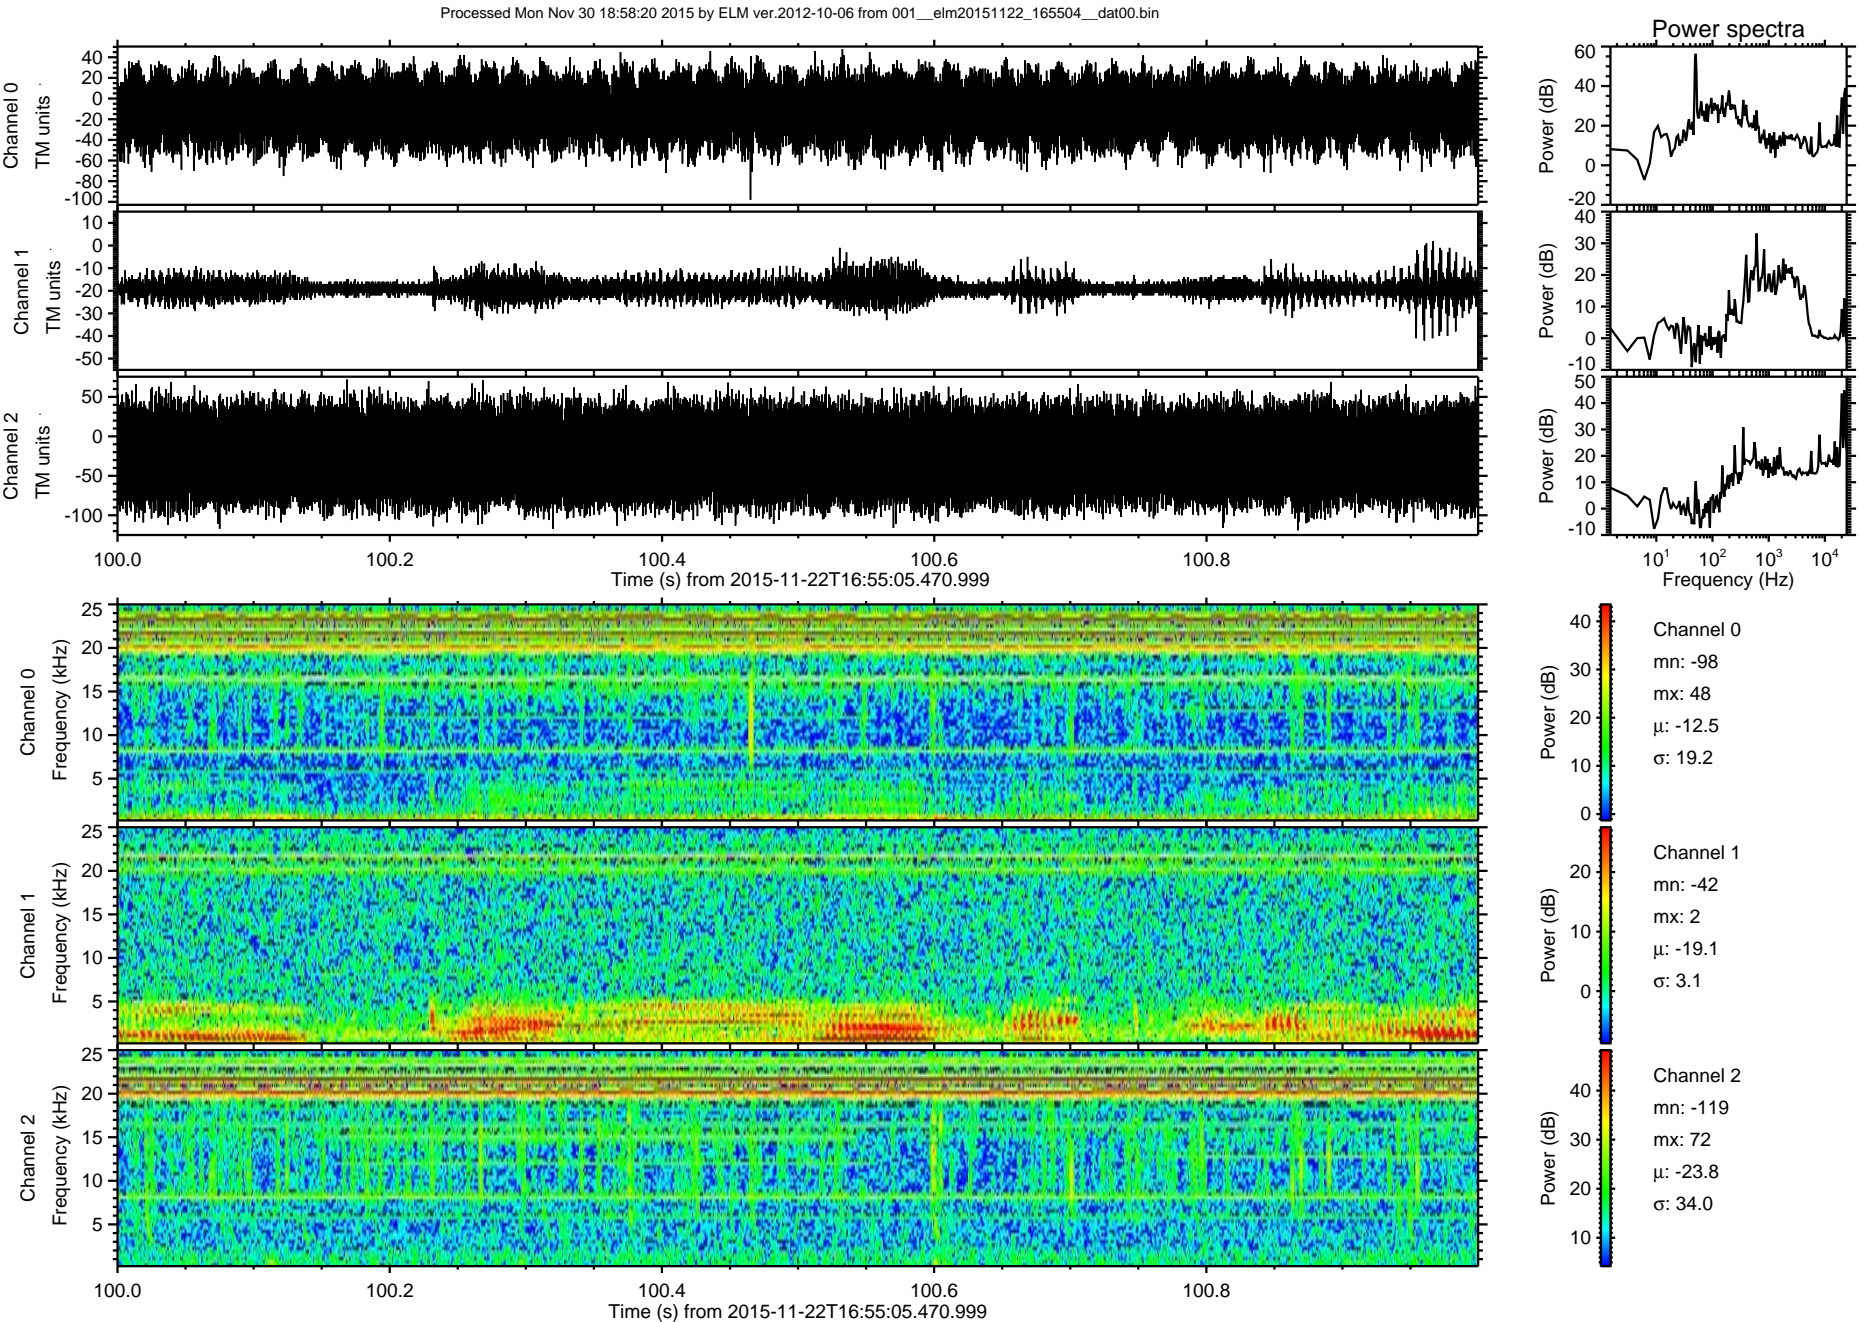 Processed Mon Nov 30 18:58:20 2015 by ELM ver.2012-10-06 from 001__elm20151122_165504__dat00.bin
Power spectra
Channel 0
TM units
40
20
0
-20
-40
-60
-80
-100
Power (dB)
60
40
20
0
-20
Channel 1
TM units
10
0
-10
-20
-30
-40
-50
Power (dB)
40
30
20
10
0
-10
Channel 2
TM units
50
0
-50
-100
Power (dB)
50
40
30
20
10
0
-10
100.0 100.2 100.4 100.6 100.8
Time (s) from 2015-11-22T16:55:05.470.999
10¹ 10² 10³ 10⁴
Frequency (Hz)
Channel 0
Frequency (kHz)
25
20
15
10
5
Power (dB)
40
30
20
10
0
Channel 0
mn: -98
mx: 48
μ: -12.5
σ: 19.2
Channel 1
Frequency (kHz)
25
20
15
10
5
Power (dB)
20
10
0
Channel 1
mn: -42
mx: 2
μ: -19.1
σ: 3.1
Channel 2
Frequency (kHz)
25
20
15
10
5
Power (dB)
40
30
20
10
Channel 2
mn: -119
mx: 72
μ: -23.8
σ: 34.0
100.0 100.2 100.4 100.6 100.8
Time (s) from 2015-11-22T16:55:05.470.999